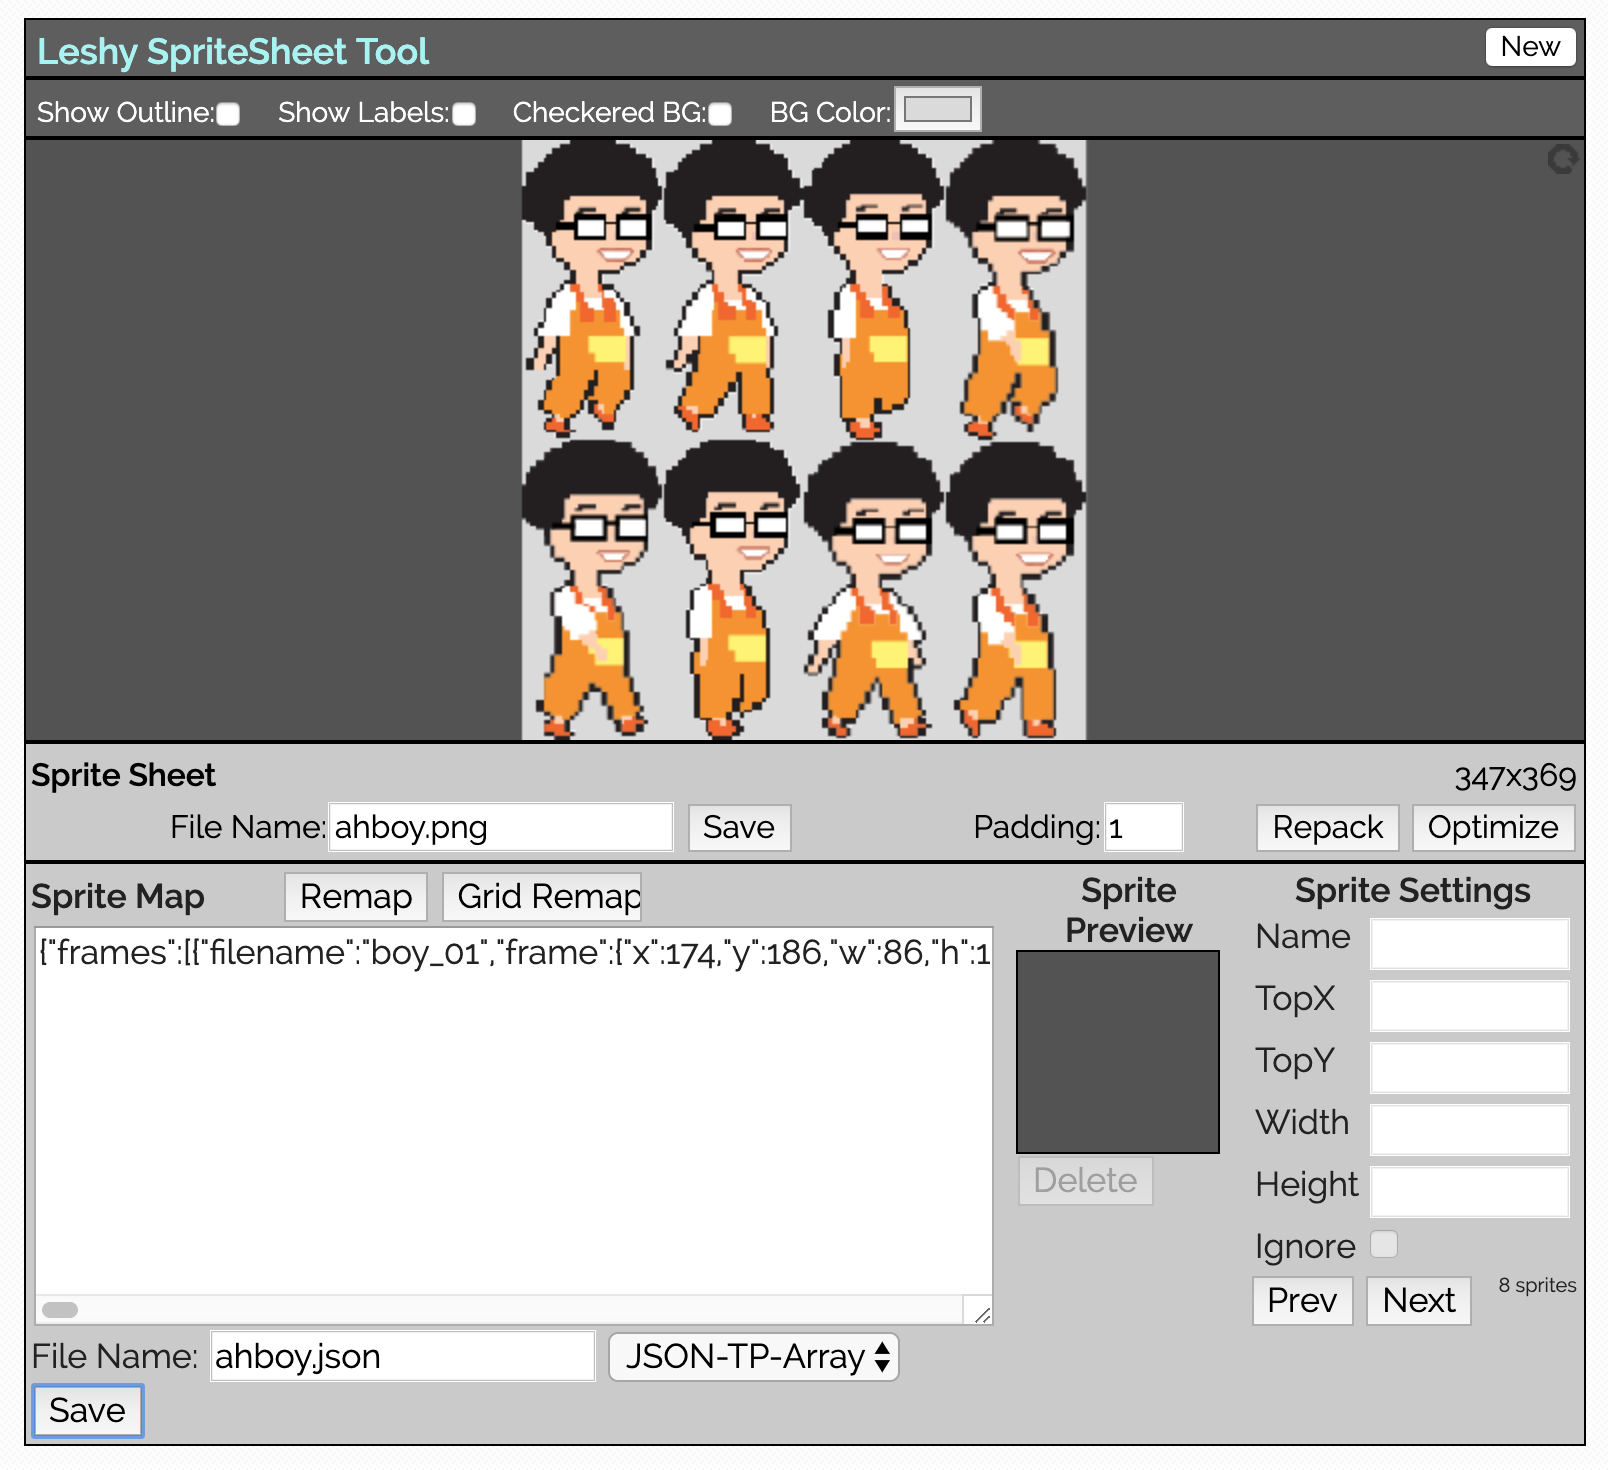 Leshy SpriteSheet Tool
New
Show Outline:
Show Labels:
Checkered BG:
BG Color:
Sprite Sheet
347x369
File Name: ahboy.png
Save
Padding: 1
Repack
Optimize
Sprite Map
Remap
Grid Remap
{"frames":[{"filename":"boy_01","frame":{"x":174,"y":186,"w":86,"h":1
File Name: ahboy.json
JSON-TP-Array
Save
Sprite
Preview
Delete
Sprite Settings
Name
TopX
TopY
Width
Height
Ignore
Prev
Next
8 sprites